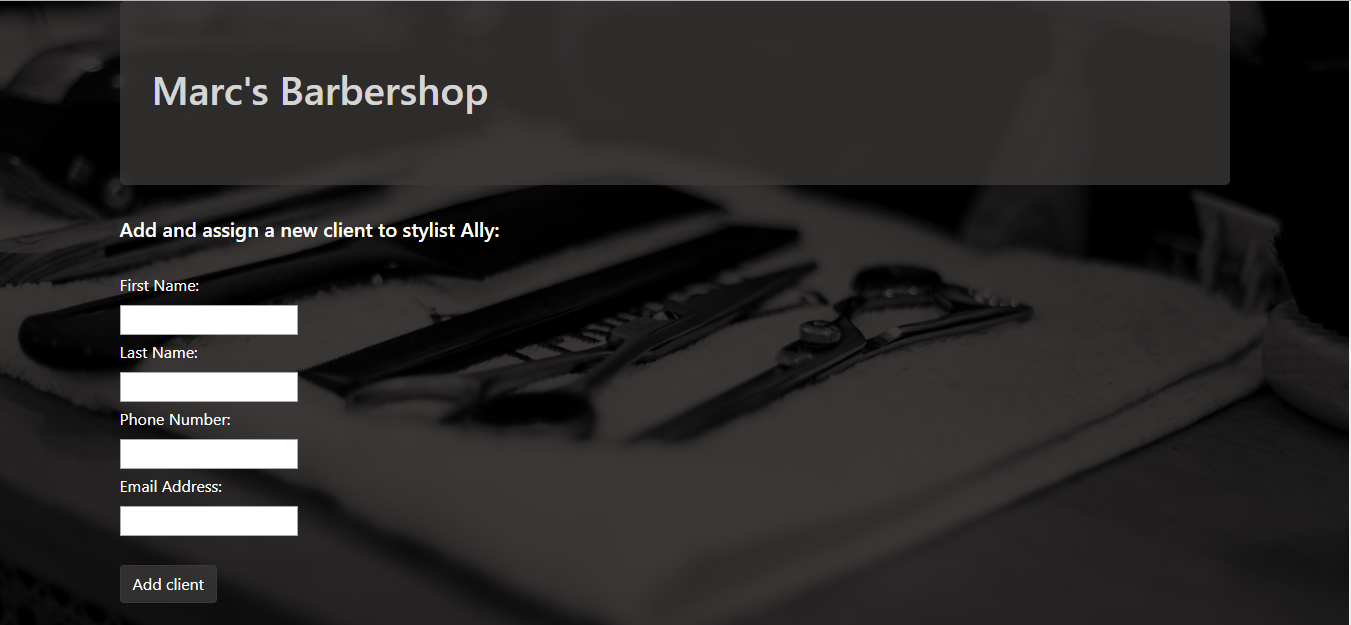 Marc's Barbershop
Add and assign a new client to stylist Ally:
First Name:
Last Name:
Phone Number:
Email Address:
Add client